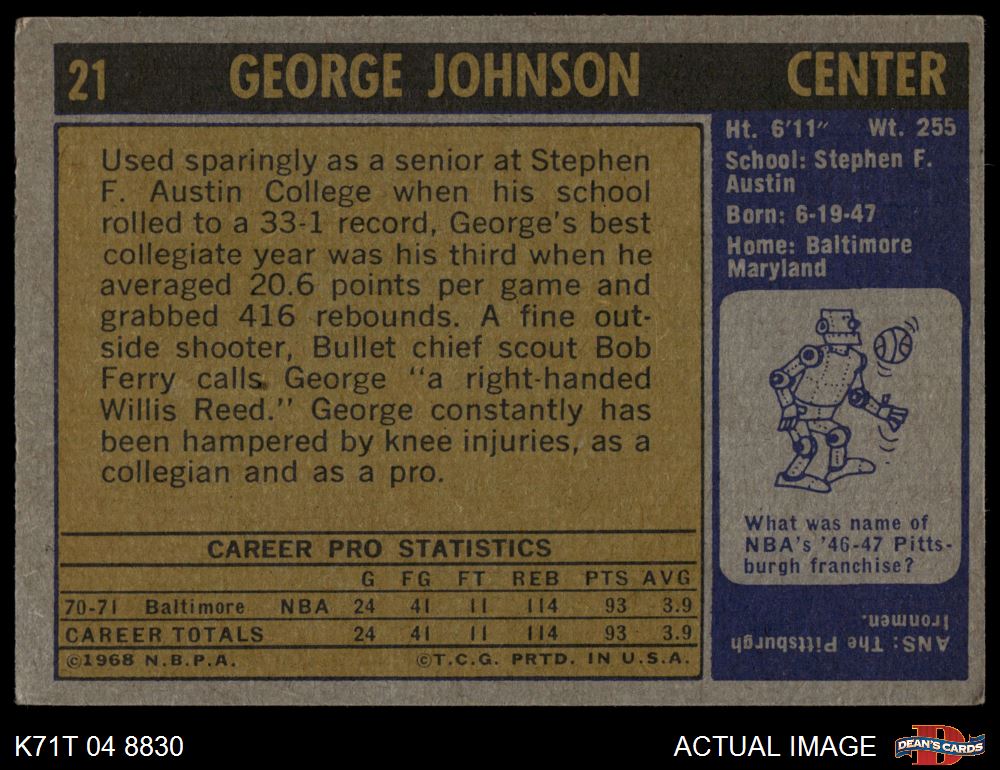 21 GEORGE JOHNSON CENTER
Used sparingly as a senior at Stephen
F. Austin College when his school
rolled to a 33-1 record, George's best
collegiate year was his third when he
averaged 20.6 points per game and
grabbed 416 rebounds. A fine out-
side shooter, Bullet chief scout Bob
Ferry calls George "a right-handed
Willis Reed." George constantly has
been hampered by knee injuries, as a
collegian and as a pro.
CAREER PRO STATISTICS
G FG FT REB PTS AVG
70-71 Baltimore NBA 24 41 11 114 93 3.9
CAREER TOTALS 24 41 11 114 93 3.9
©1968 N.B.P.A. ©T.C.G. PRTD. IN U.S.A.
Ht. 6'11" Wt. 255
School: Stephen F.
Austin
Born: 6-19-47
Home: Baltimore
Maryland
What was name of
NBA's '46-47 Pitts-
burgh franchise?
ANS: The Pittsburgh
Ironmen.
K71T 04 8830
ACTUAL IMAGE
DEAN'S CARDS